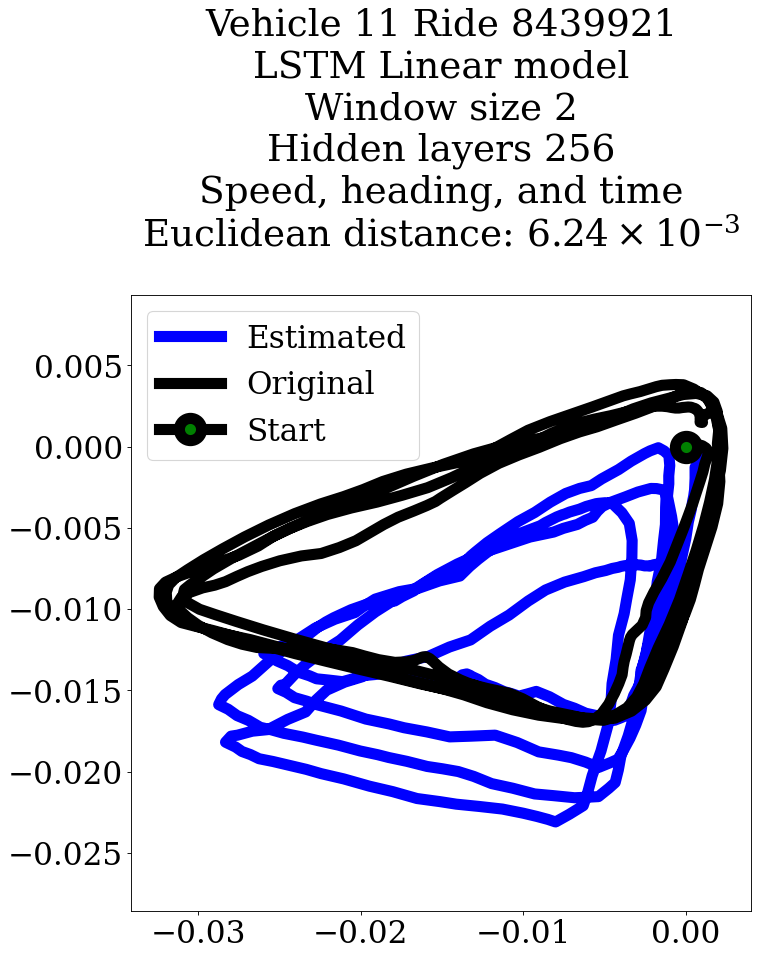 Vehicle 11 Ride 8439921
LSTM Linear model
Window size 2
Hidden layers 256
Speed, heading, and time
Euclidean distance: 6.24 × 10⁻³
Estimated
Original
Start
0.005
0.000
−0.005
−0.010
−0.015
−0.020
−0.025
−0.03 −0.02 −0.01 0.00